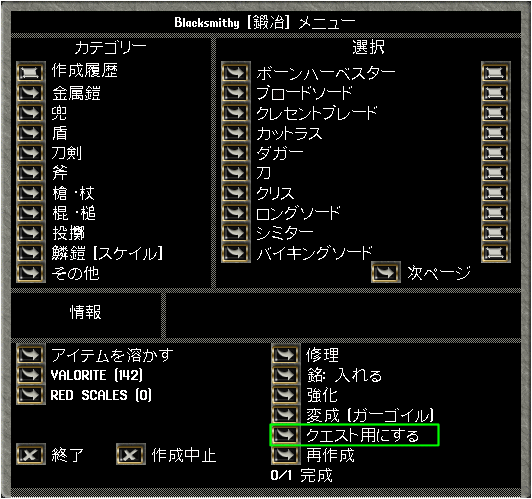 Blacksmithy [鍛冶] メニュー
カテゴリー
作成履歴
金属鎧
兜
盾
刀剣
斧
槍・杖
棍・槌
投擲
鱗鎧 [スケイル]
その他
選択
ボーンハーベスター
ブロードソード
クレセントブレード
カットラス
ダガー
刀
クリス
ロングソード
シミター
バイキングソード
次ページ
情報
アイテムを溶かす
VALORITE (142)
RED SCALES (0)
終了
作成中止
修理
銘: 入れる
強化
変成 (ガーゴイル)
クエスト用にする
再作成
0/1 完成